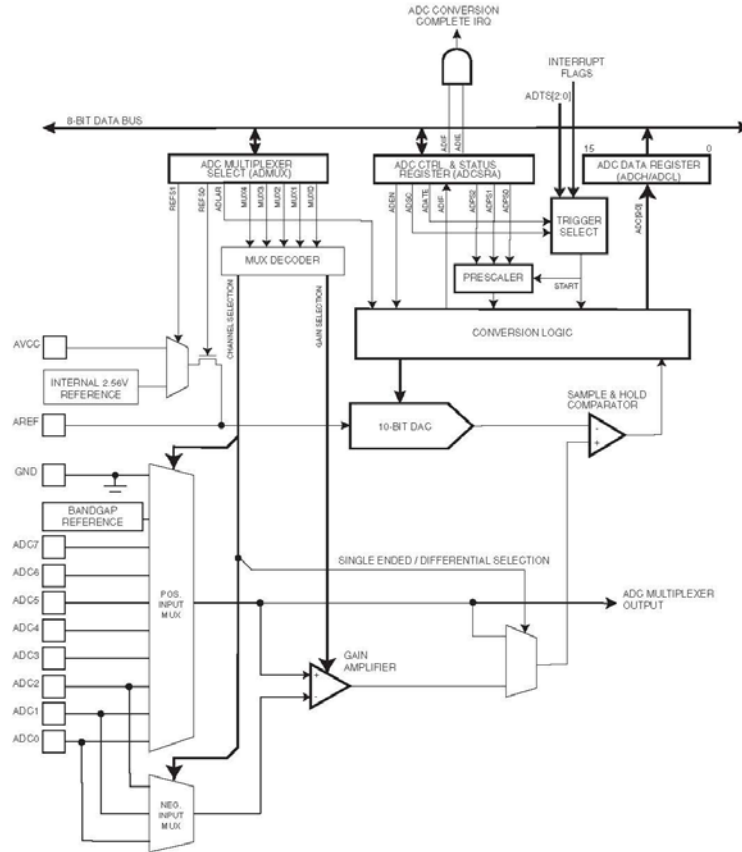 ADC CONVERSION
COMPLETE IRQ
INTERRUPT
FLAGS
ADTS[2:0]
8-BIT DATA BUS
ADIF
ADIE
15
0
ADC MULTIPLEXER
SELECT (ADMUX)
ADC CTRL. & STATUS
REGISTER (ADCSRA)
ADC DATA REGISTER
(ADCH/ADCL)
REFS1
REFS0
ADLAR
MUX4
MUX3
MUX2
MUX1
MUX0
ADEN
ADSC
ADATE
ADIF
ADPS2
ADPS1
ADPS0
TRIGGER
SELECT
ADC[9:0]
MUX DECODER
PRESCALER
START
CHANNEL SELECTION
GAIN SELECTION
CONVERSION LOGIC
AVCC
INTERNAL 2.56V
REFERENCE
SAMPLE & HOLD
COMPARATOR
AREF
10-BIT DAC
-
+
GND
BANDGAP
REFERENCE
ADC7
SINGLE ENDED / DIFFERENTIAL SELECTION
ADC6
ADC5
POS.
INPUT
MUX
ADC MULTIPLEXER
OUTPUT
ADC4
ADC3
GAIN
AMPLIFIER
ADC2
+
-
ADC1
ADC0
NEG.
INPUT
MUX